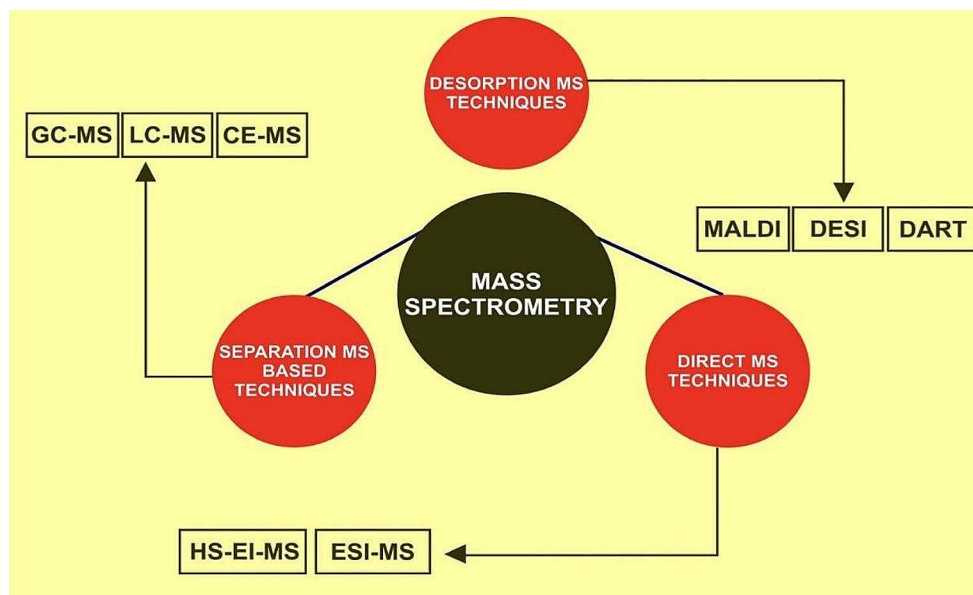 DESORPTION MS
TECHNIQUES
GC-MS
LC-MS
CE-MS
MALDI
DESI
DART
MASS
SPECTROMETRY
SEPARATION MS
BASED
TECHNIQUES
DIRECT MS
TECHNIQUES
HS-EI-MS
ESI-MS